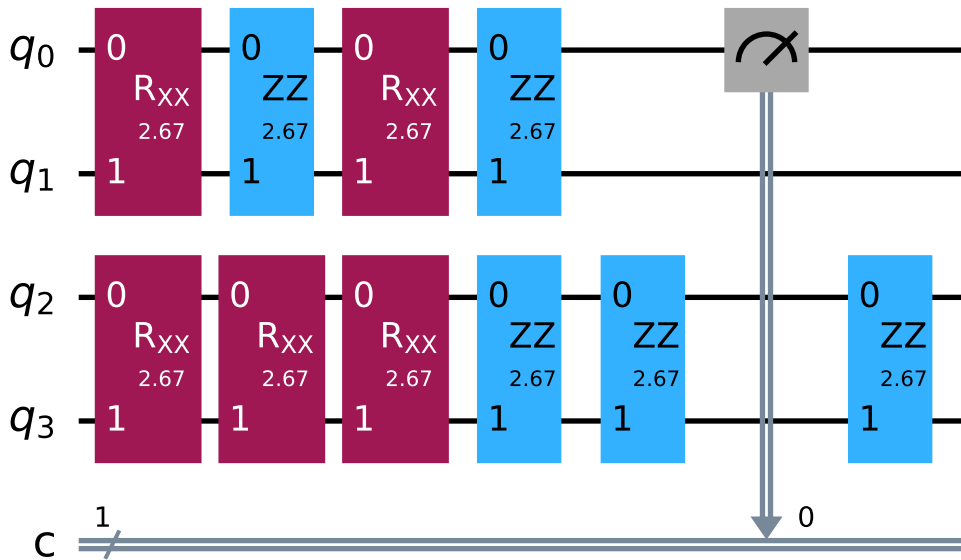 q0 0 0 0 0
RXX ZZ RXX ZZ
2.67 2.67 2.67 2.67
q1 1 1 1 1
q2 0 0 0 0 0 0
RXX RXX RXX ZZ ZZ ZZ
2.67 2.67 2.67 2.67 2.67 2.67
q3 1 1 1 1 1 1
1 0
c